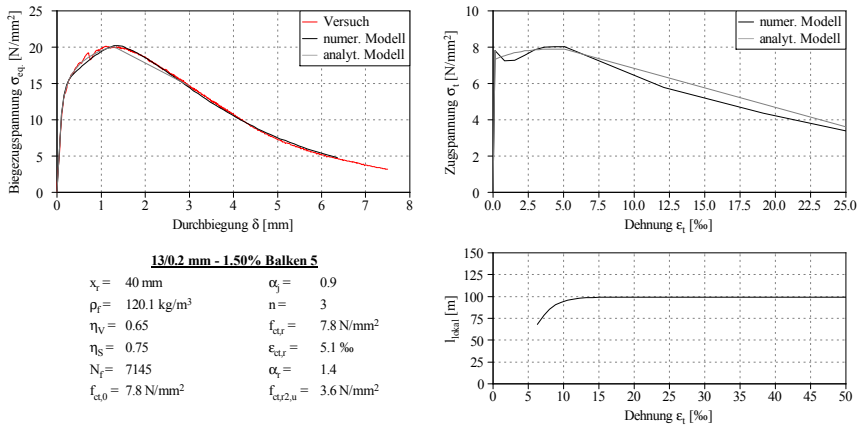 Biegezugspannung σeq. [N/mm²]
25
20
15
10
5
0
0 1 2 3 4 5 6 7 8
Durchbiegung δ [mm]
Versuch
numer. Modell
analyt. Modell
Zugspannung σt [N/mm²]
10
8
6
4
2
0
0.0 2.5 5.0 7.5 10.0 12.5 15.0 17.5 20.0 22.5 25.0
Dehnung εt [‰]
numer. Modell
analyt. Modell
13/0.2 mm - 1.50% Balken 5
xr = 40 mm αj = 0.9
ρf = 120.1 kg/m³ n = 3
ηV = 0.65 fct,r = 7.8 N/mm²
ηS = 0.75 εct,r = 5.1 ‰
Nf = 7145 αr = 1.4
fct,0 = 7.8 N/mm² fct,r2,u = 3.6 N/mm²
llokal [m]
150
125
100
75
50
25
0
0 5 10 15 20 25 30 35 40 45 50
Dehnung εt [‰]